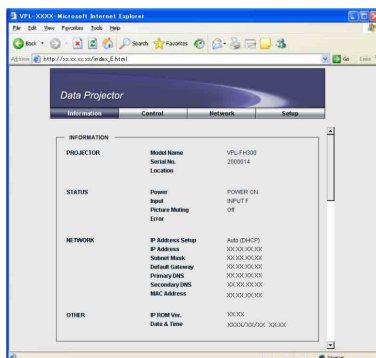 VPL-XXXX-Microsoft Internet Explorer
File Edit View Favorites Tools Help
Back Search Favorites
Address http://xx.xx.xx.xx/index_E.html Go Links
Data Projector
Information Control Network Setup
INFORMATION
PROJECTOR Model Name VPL-FH300
Serial No. 2000014
Location
STATUS Power POWER ON
Input INPUT F
Picture Muting Off
Error
NETWORK IP Address Setup Auto (DHCP)
IP Address XX.XX.XX.XX
Subnet Mask XX.XX.XX.XX
Default Gateway XX.XX.XX.XX
Primary DNS XX.XX.XX.XX
Secondary DNS XX.XX.XX.XX
MAC Address XX.XX.XX.XX
OTHER IP ROM Ver. XX.XX
Date & Time XXXX/XX/XX XX:XX
Internet